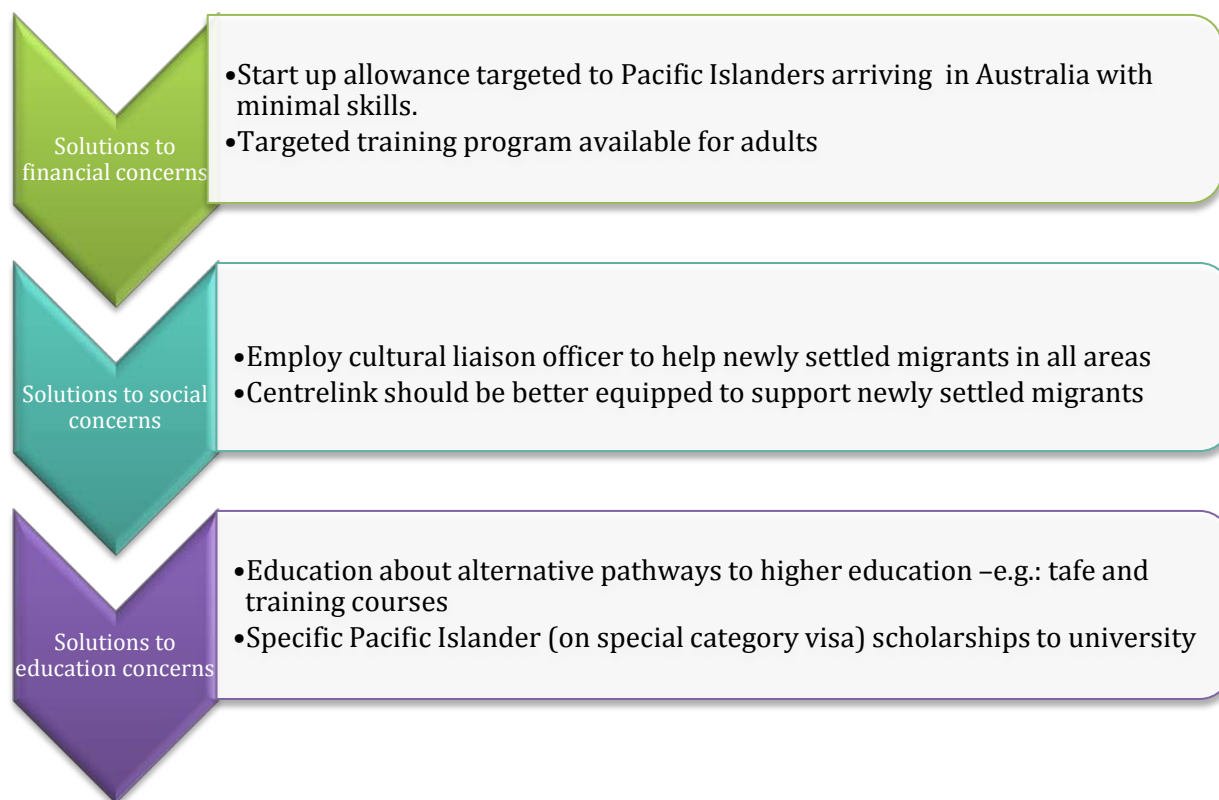 Solutions to
financial concerns
•Start up allowance targeted to Pacific Islanders arriving in Australia with
minimal skills.
•Targeted training program available for adults
Solutions to social
concerns
•Employ cultural liaison officer to help newly settled migrants in all areas
•Centrelink should be better equipped to support newly settled migrants
Solutions to
education concerns
•Education about alternative pathways to higher education –e.g.: tafe and
training courses
•Specific Pacific Islander (on special category visa) scholarships to university